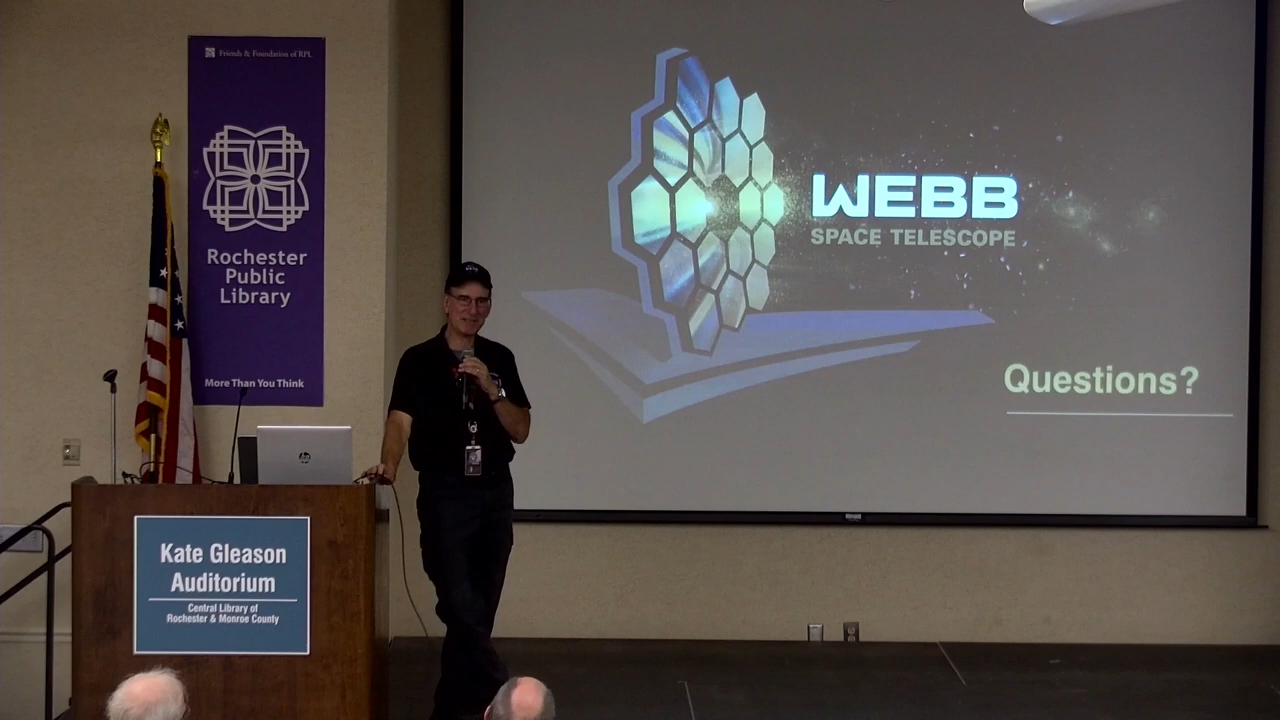 Friends & Foundation of RPL
Rochester
Public
Library
More Than You Think
WEBB
SPACE TELESCOPE
Questions?
hp
Kate Gleason
Auditorium
Central Library of
Rochester & Monroe County